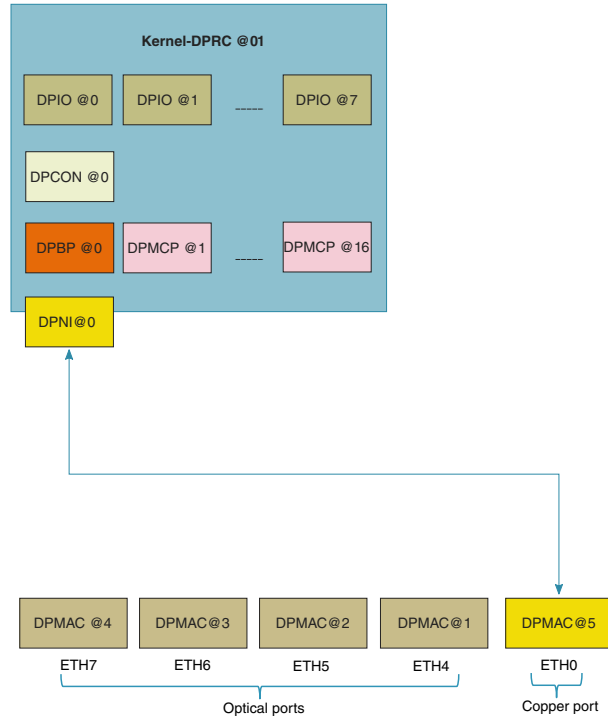 Kernel-DPRC @01
DPIO @0 DPIO @1 ----- DPIO @7
DPCON @0
DPBP @0 DPMCP @1 ----- DPMCP @16
DPNI@0
DPMAC @4 DPMAC@3 DPMAC@2 DPMAC@1 DPMAC@5
ETH7 ETH6 ETH5 ETH4 ETH0
Optical ports Copper port